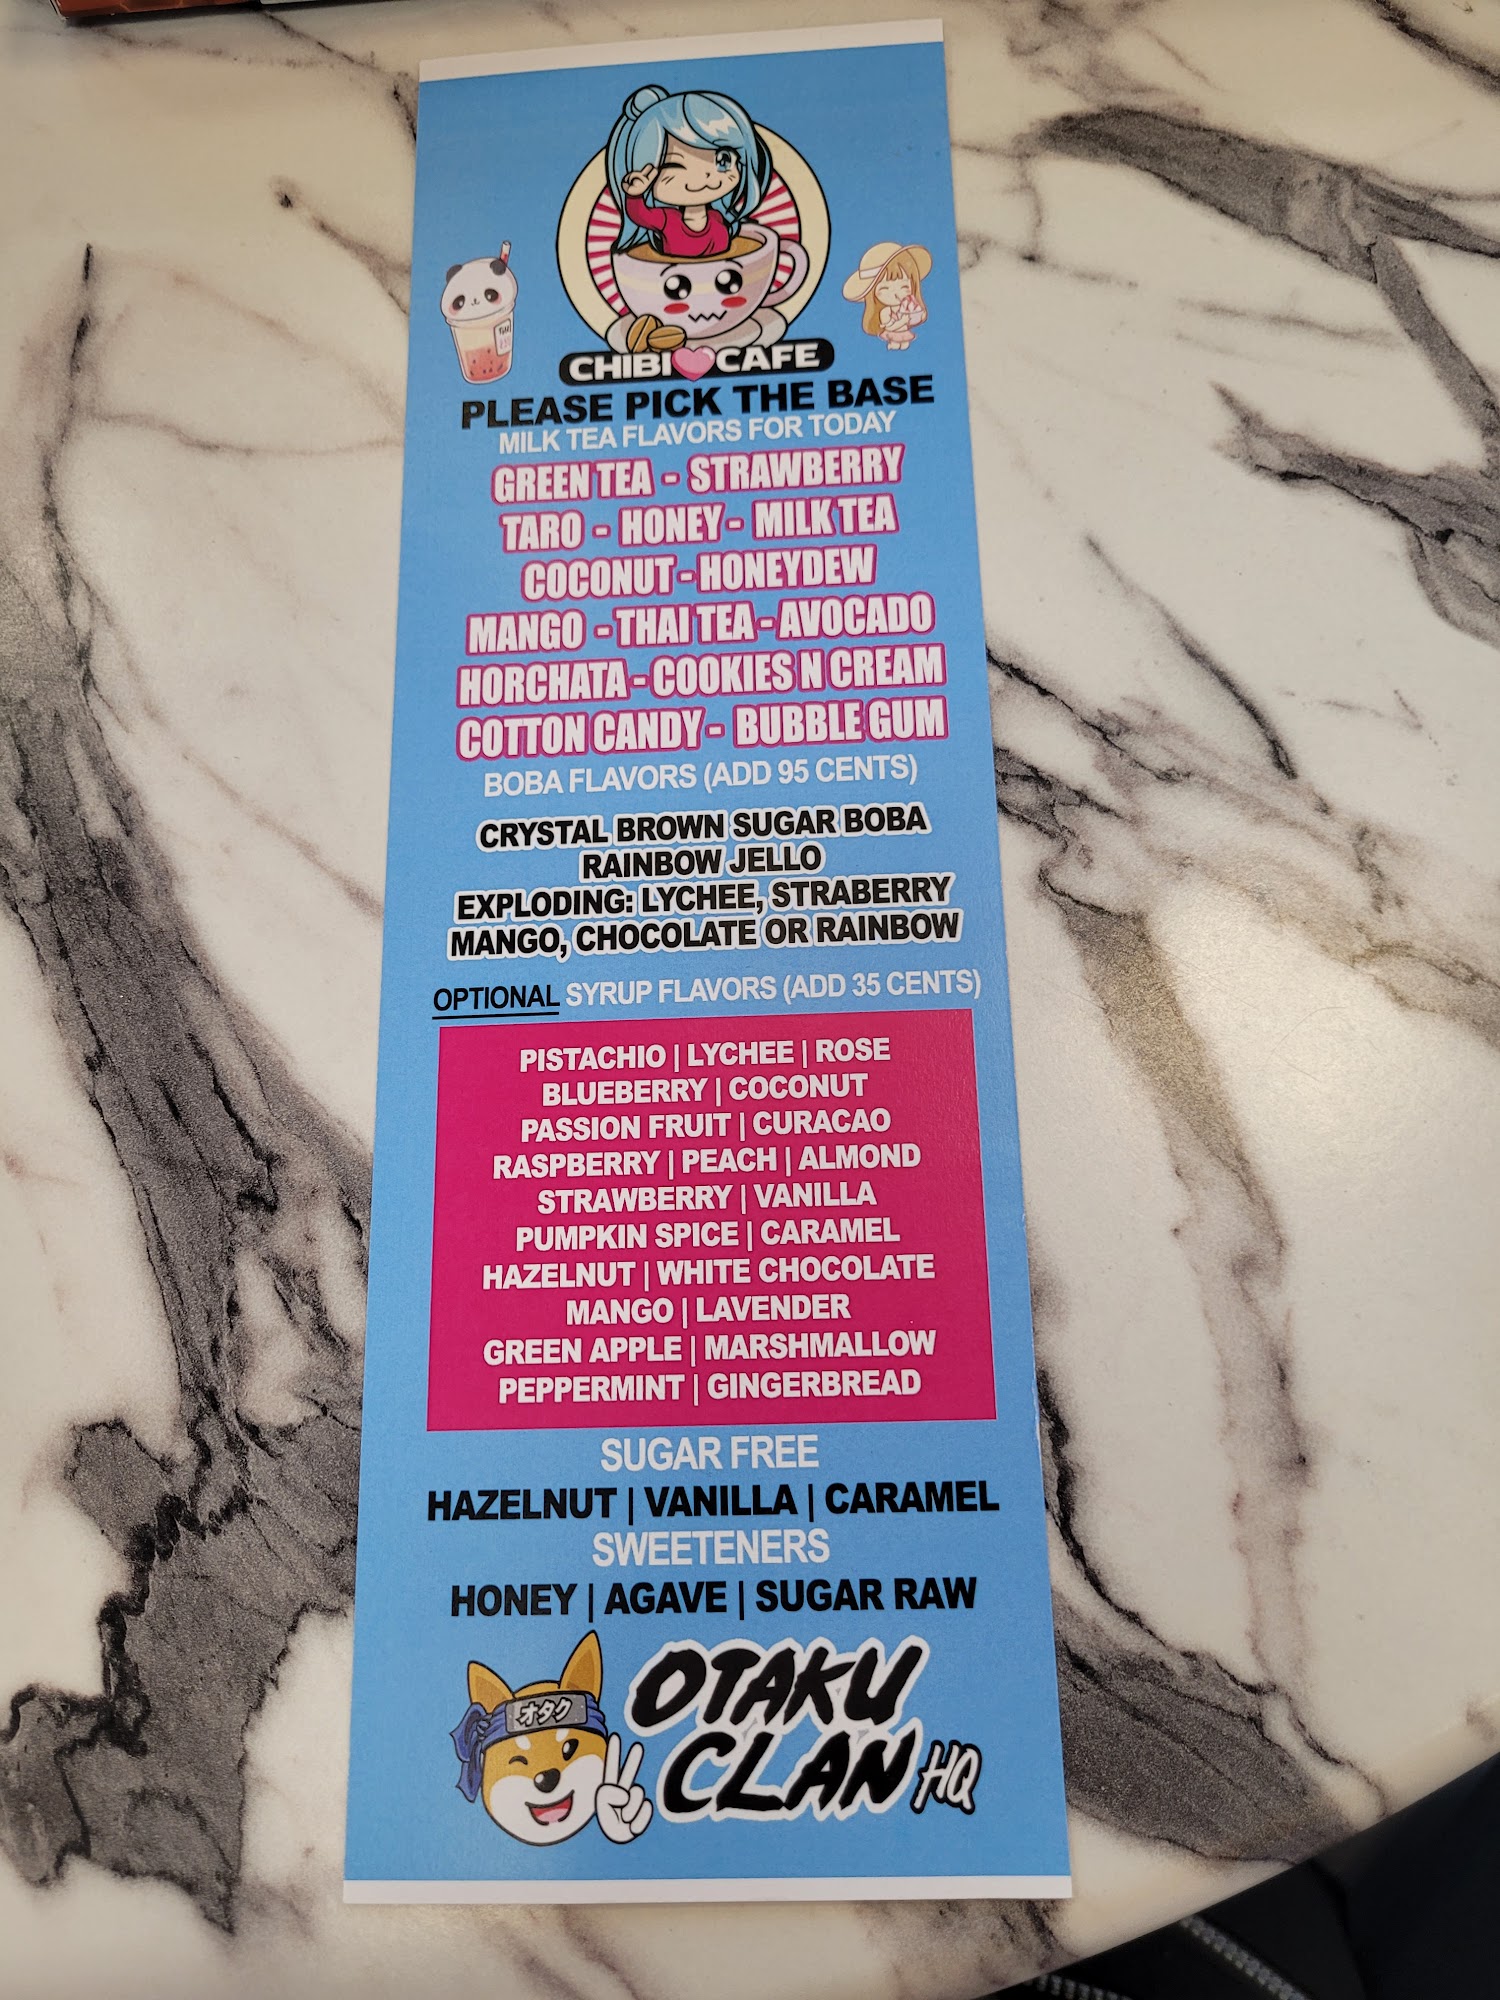 CHIBI CAFE
PLEASE PICK THE BASE
MILK TEA FLAVORS FOR TODAY
GREEN TEA - STRAWBERRY
TARO - HONEY - MILK TEA
COCONUT - HONEYDEW
MANGO - THAI TEA - AVOCADO
HORCHATA - COOKIES N CREAM
COTTON CANDY - BUBBLE GUM
BOBA FLAVORS (ADD 95 CENTS)
CRYSTAL BROWN SUGAR BOBA
RAINBOW JELLO
EXPLODING: LYCHEE, STRABERRY
MANGO, CHOCOLATE OR RAINBOW
OPTIONAL SYRUP FLAVORS (ADD 35 CENTS)
PISTACHIO | LYCHEE | ROSE
BLUEBERRY | COCONUT
PASSION FRUIT | CURACAO
RASPBERRY | PEACH | ALMOND
STRAWBERRY | VANILLA
PUMPKIN SPICE | CARAMEL
HAZELNUT | WHITE CHOCOLATE
MANGO | LAVENDER
GREEN APPLE | MARSHMALLOW
PEPPERMINT | GINGERBREAD
SUGAR FREE
HAZELNUT | VANILLA | CARAMEL
SWEETENERS
HONEY | AGAVE | SUGAR RAW
オタク
OTAKU
CLAN HQ